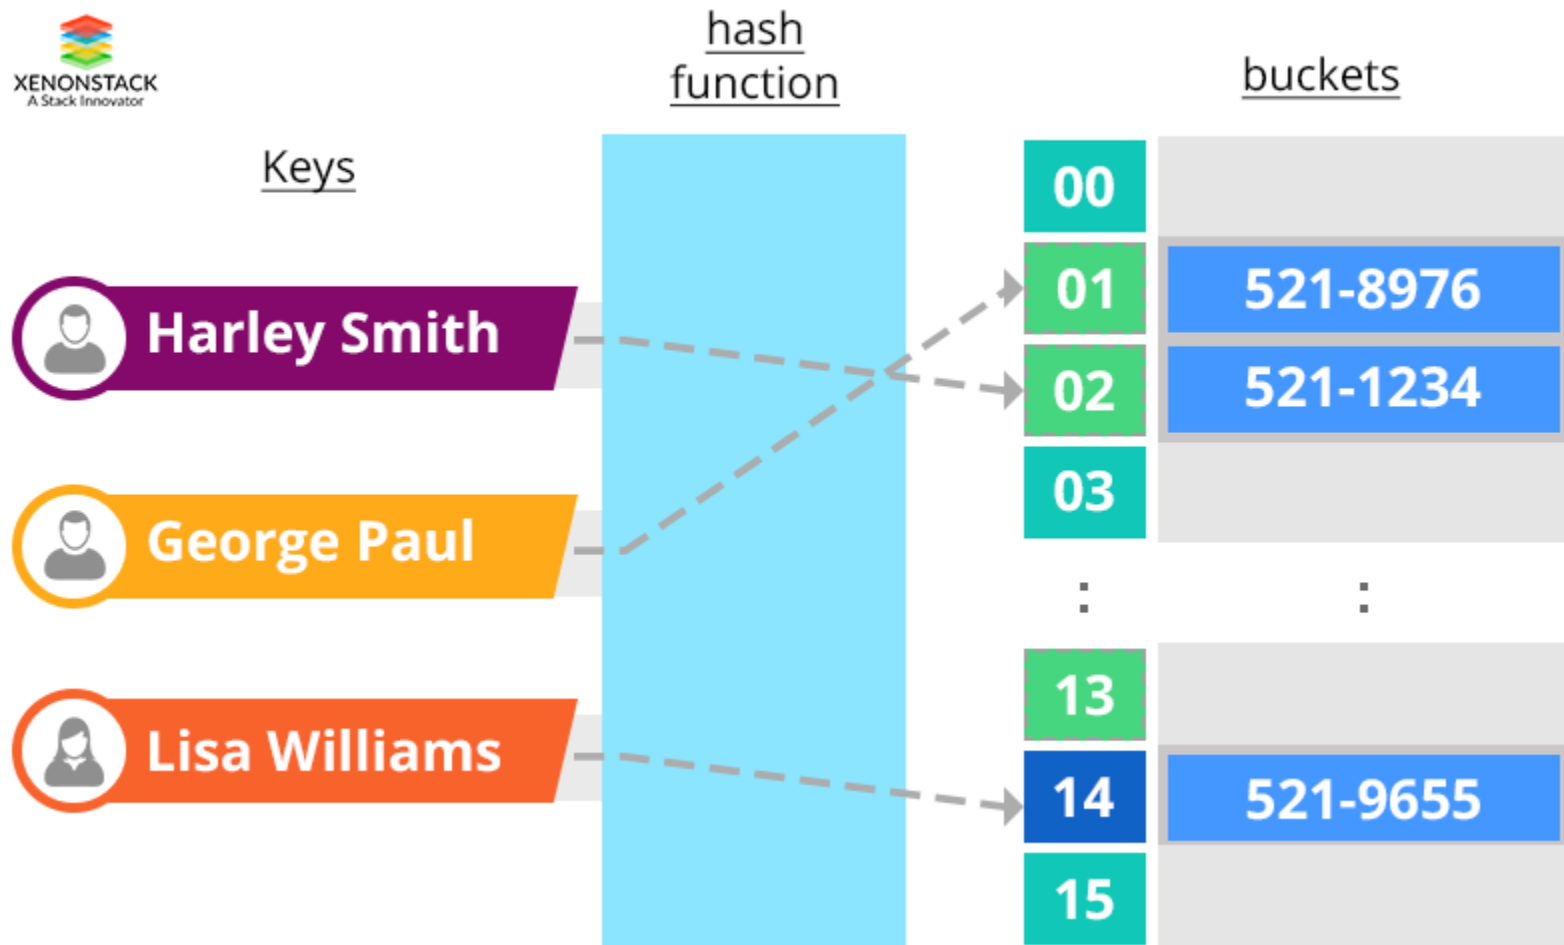 XENONSTACK
A Stack Innovator
hash
function
buckets
Keys
Harley Smith
George Paul
Lisa Williams
00
01 521-8976
02 521-1234
03
: :
13
14 521-9655
15